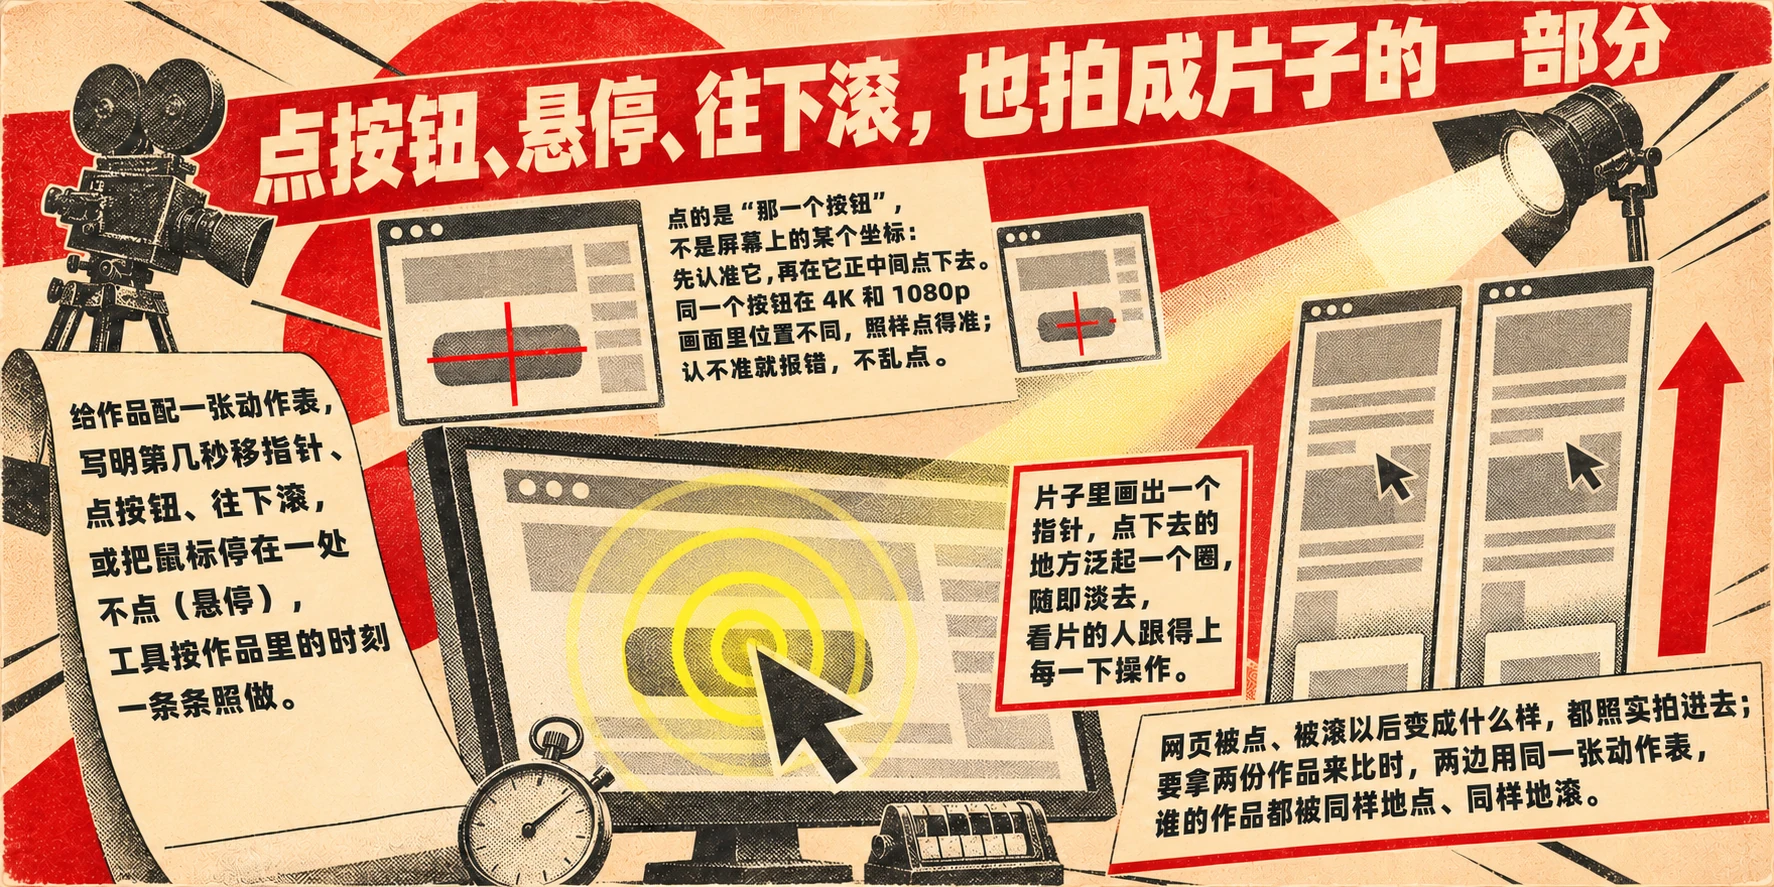 点按钮、悬停、往下滚，也拍成片子的一部分
点的是“那一个按钮”，
不是屏幕上的某个坐标：
先认准它，再在它正中间点下去。
同一个按钮在 4K 和 1080p
画面里位置不同，照样点得准；
认不准就报错，不乱点。
给作品配一张动作表，
写明第几秒移指针、
点按钮、往下滚，
或把鼠标停在一处
不点（悬停），
工具按作品里的时刻
一条条照做。
片子里画出一个
指针，点下去的
地方泛起一个圈，
随即淡去，
看片的人跟得上
每一下操作。
网页被点、被滚以后变成什么样，都照实拍进去；
要拿两份作品来比时，两边用同一张动作表，
谁的作品都被同样地点、同样地滚。